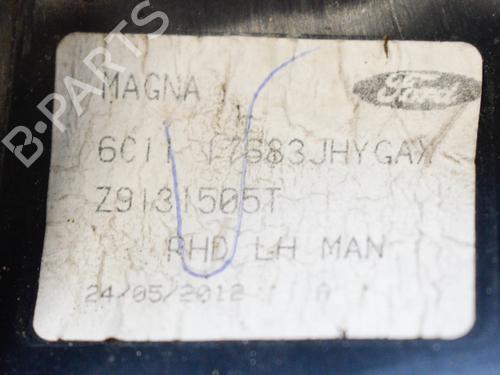 B-PARTS
MAGNA
Ford
6C11 17683JHYGAX
Z9131505T
RHD LH MAN
24/05/2012 A